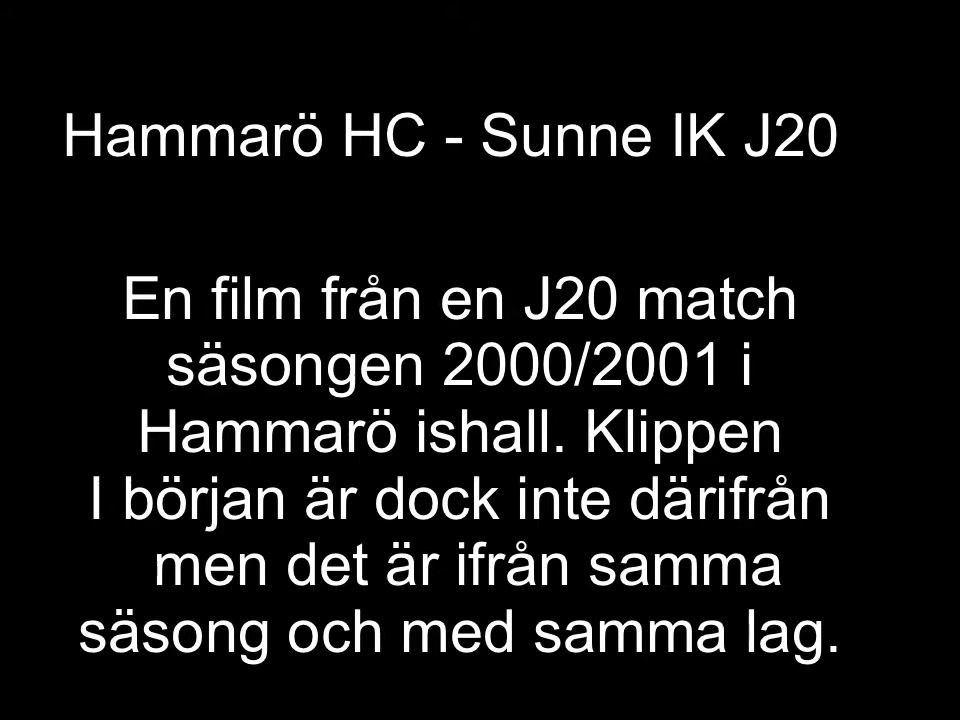 Hammarö HC - Sunne IK J20
En film från en J20 match
säsongen 2000/2001 i
Hammarö ishall. Klippen
I början är dock inte därifrån
men det är ifrån samma
säsong och med samma lag.